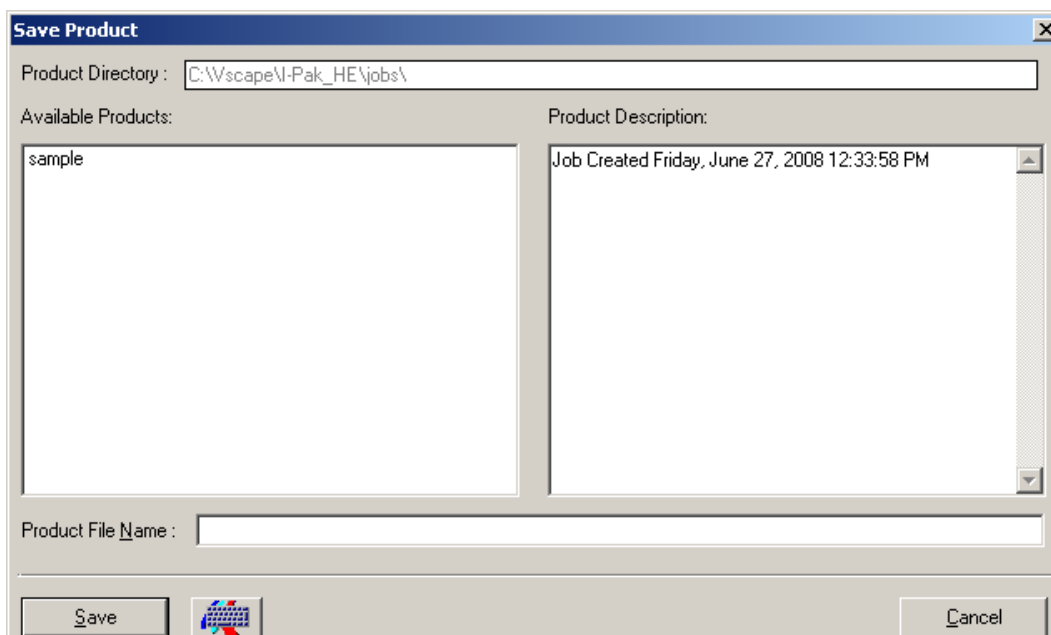 Save Product
Product Directory : C:\Vscape\I-Pak_HE\jobs\
Available Products:
Product Description:
sample
Job Created Friday, June 27, 2008 12:33:58 PM
Product File Name :
Save
Cancel